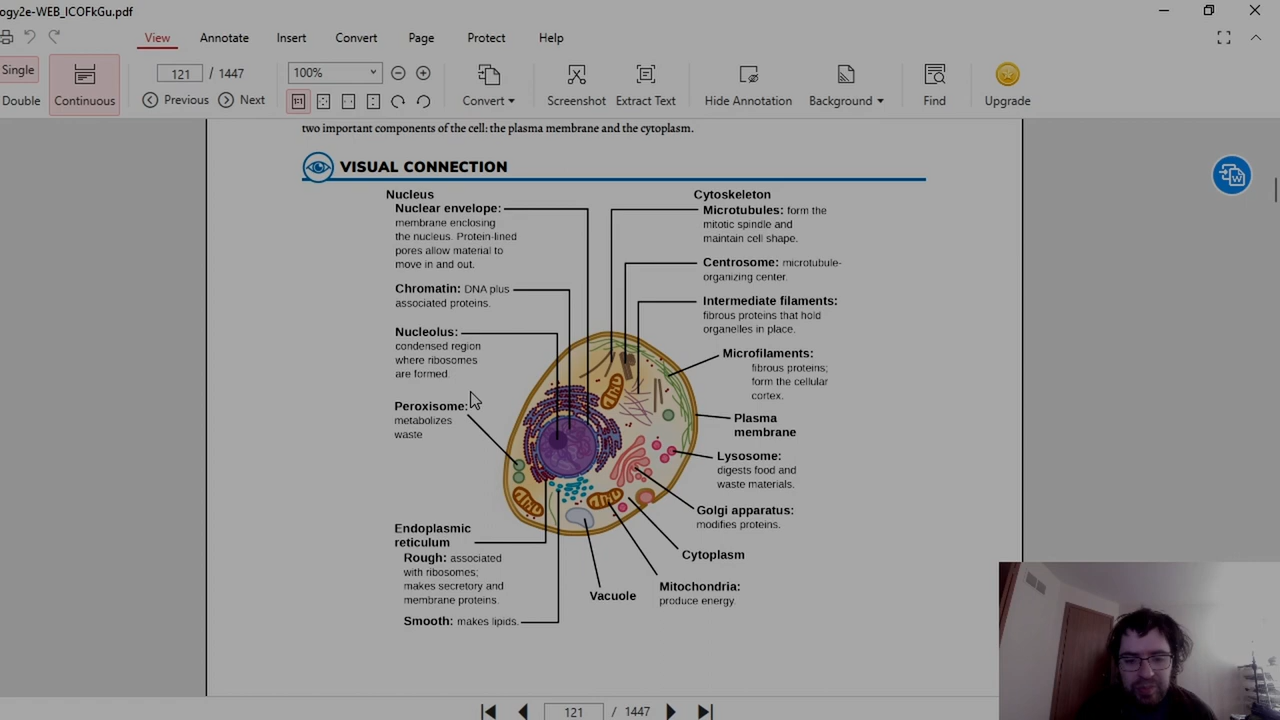 ogy2e-WEB_ICOFkGu.pdf
View Annotate Insert Convert Page Protect Help
Single
Double
Continuous
121 / 1447
Previous Next
100%
Convert
Screenshot
Extract Text
Hide Annotation
Background
Find
Upgrade
two important components of the cell: the plasma membrane and the cytoplasm.
VISUAL CONNECTION
Nucleus
Nuclear envelope:
membrane enclosing
the nucleus. Protein-lined
pores allow material to
move in and out.
Chromatin: DNA plus
associated proteins.
Nucleolus:
condensed region
where ribosomes
are formed.
Peroxisome:
metabolizes
waste
Endoplasmic
reticulum
Rough: associated
with ribosomes;
makes secretory and
membrane proteins.
Smooth: makes lipids.
Cytoskeleton
Microtubules: form the
mitotic spindle and
maintain cell shape.
Centrosome: microtubule-
organizing center.
Intermediate filaments:
fibrous proteins that hold
organelles in place.
Microfilaments:
fibrous proteins;
form the cellular
cortex.
Plasma
membrane
Lysosome:
digests food and
waste materials.
Golgi apparatus:
modifies proteins.
Cytoplasm
Mitochondria:
produce energy.
Vacuole
121 / 1447